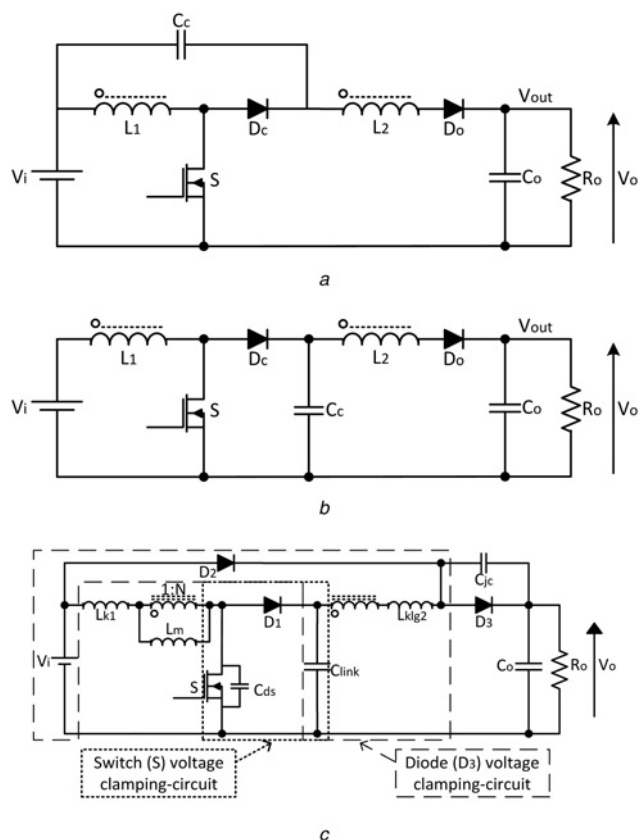 Cc
L1 Dc L2 Do Vout
Vi S Co Ro Vo
a
L1 Dc L2 Do Vout
Vi S Cc Co Ro Vo
b
D2 Cjc
1:N
Lk1 D1 Lklg2 D3
Lm
Vi S Cds Clink Co Ro Vo
Switch (S) voltage
clamping-circuit
Diode (D3) voltage
clamping-circuit
c